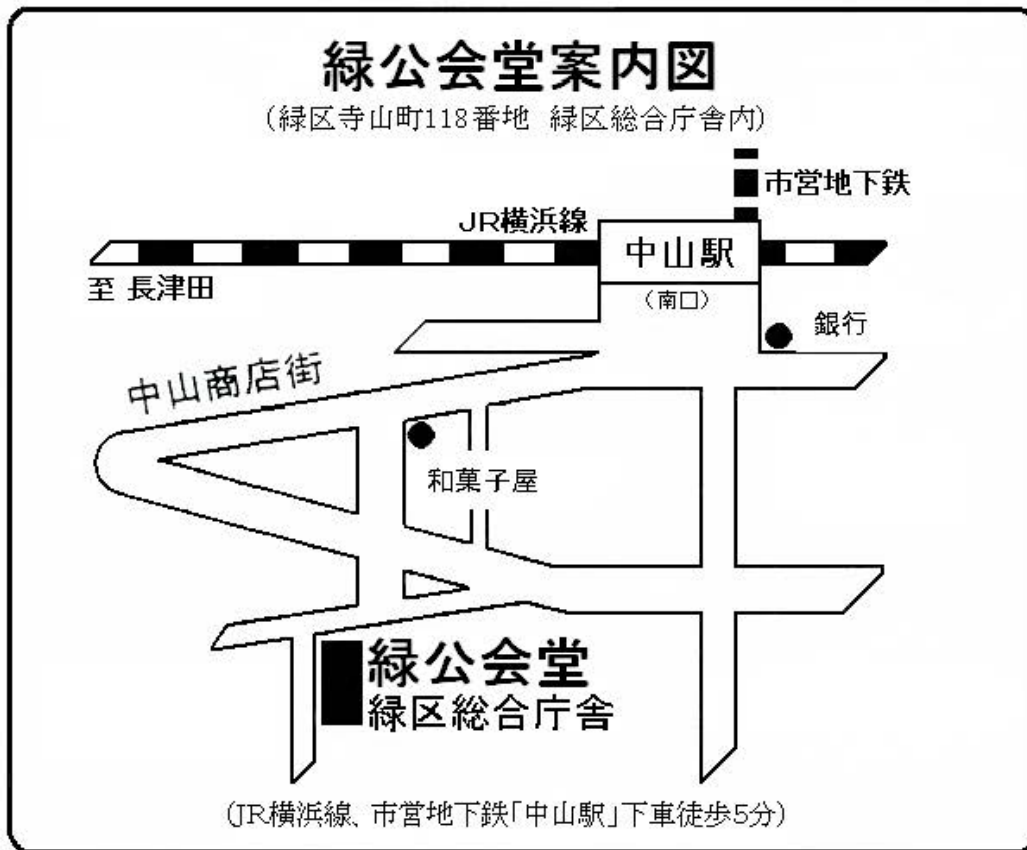 緑公会堂案内図
(緑区寺山町118番地 緑区総合庁舎内)
市営地下鉄
JR横浜線
中山駅
至 長津田
(南口)
銀行
中山商店街
和菓子屋
緑公会堂
緑区総合庁舎
(JR横浜線、市営地下鉄「中山駅」下車徒歩5分)